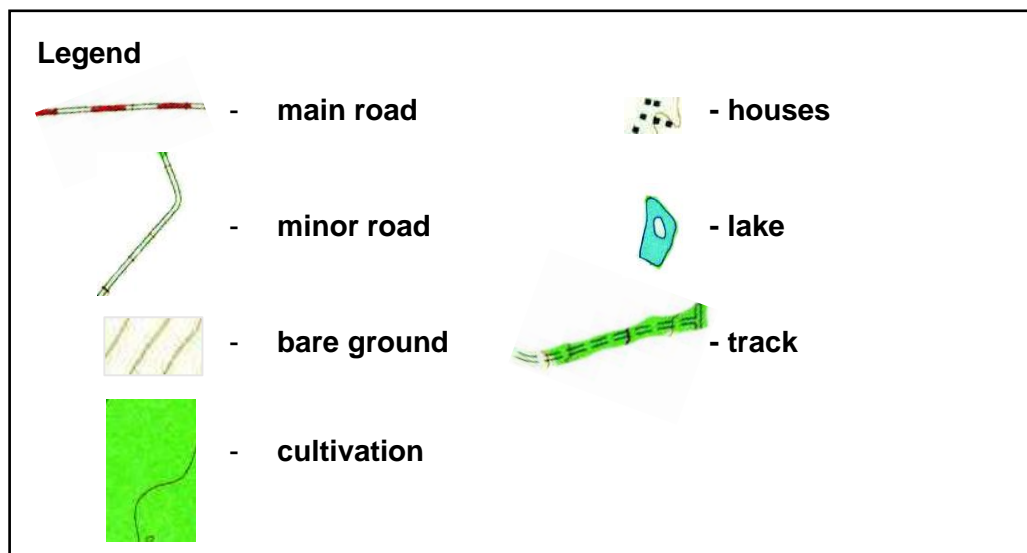 Legend
- main road
- houses
- minor road
- lake
- bare ground
- track
- cultivation